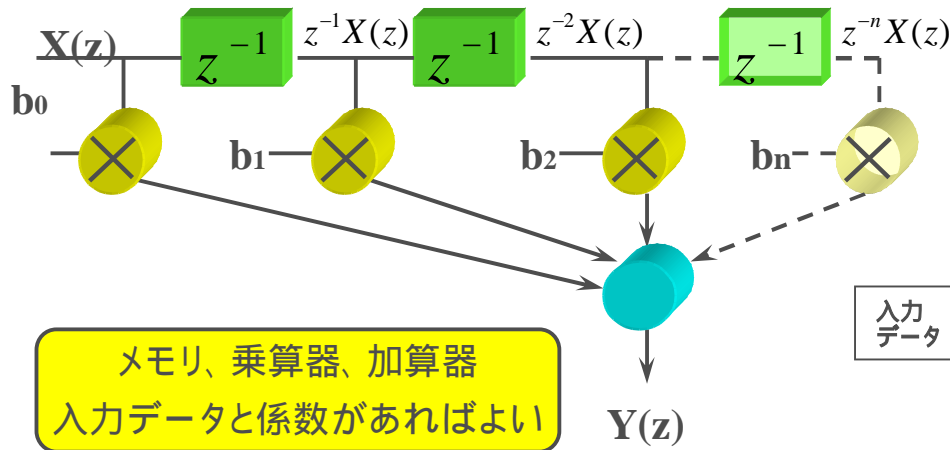 X(z) z⁻¹ z⁻¹X(z) z⁻¹ z⁻²X(z) z⁻¹ z⁻ⁿX(z)
b₀
b₁ b₂ bₙ
入力
データ
メモリ、乗算器、加算器
入力データと係数があればよい
Y(z)